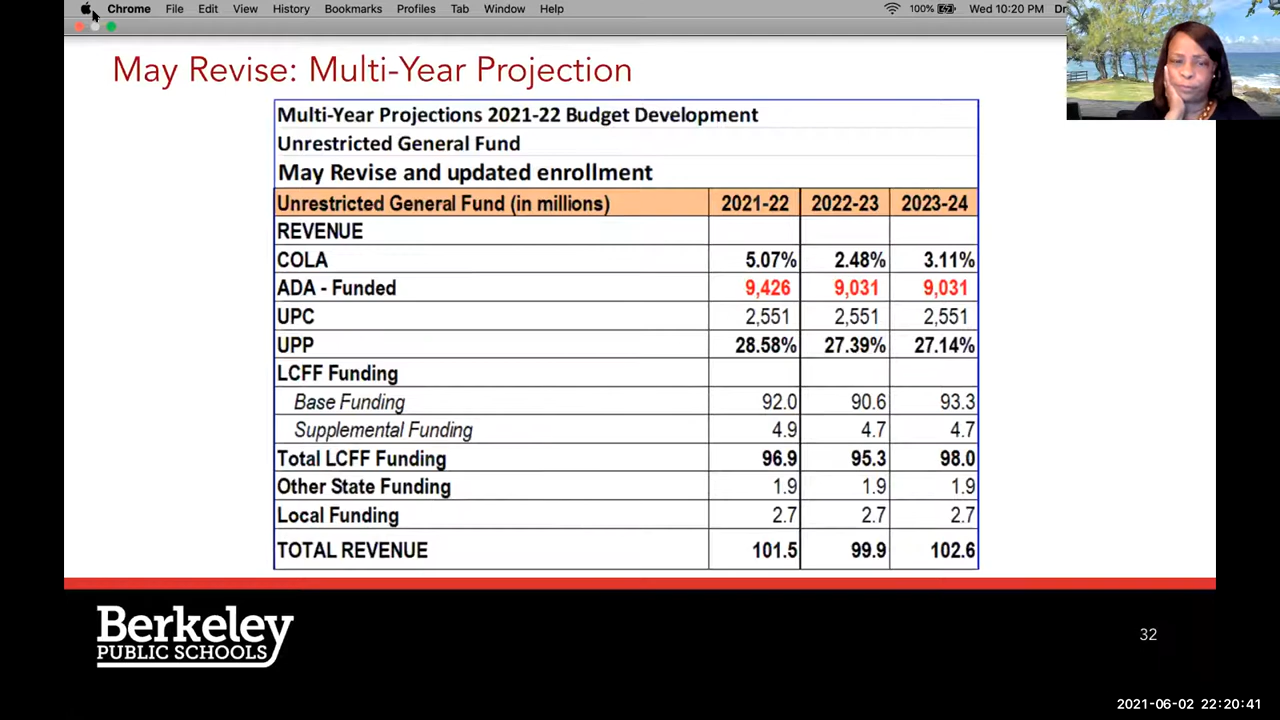 Chrome File Edit View History Bookmarks Profiles Tab Window Help 100% Wed 10:20 PM Dr
May Revise: Multi-Year Projection
Multi-Year Projections 2021-22 Budget Development
Unrestricted General Fund
May Revise and updated enrollment
Unrestricted General Fund (in millions) 2021-22 2022-23 2023-24
REVENUE
COLA 5.07% 2.48% 3.11%
ADA - Funded 9,426 9,031 9,031
UPC 2,551 2,551 2,551
UPP 28.58% 27.39% 27.14%
LCFF Funding
Base Funding 92.0 90.6 93.3
Supplemental Funding 4.9 4.7 4.7
Total LCFF Funding 96.9 95.3 98.0
Other State Funding 1.9 1.9 1.9
Local Funding 2.7 2.7 2.7
TOTAL REVENUE 101.5 99.9 102.6
Berkeley
PUBLIC SCHOOLS
32
2021-06-02 22:20:41